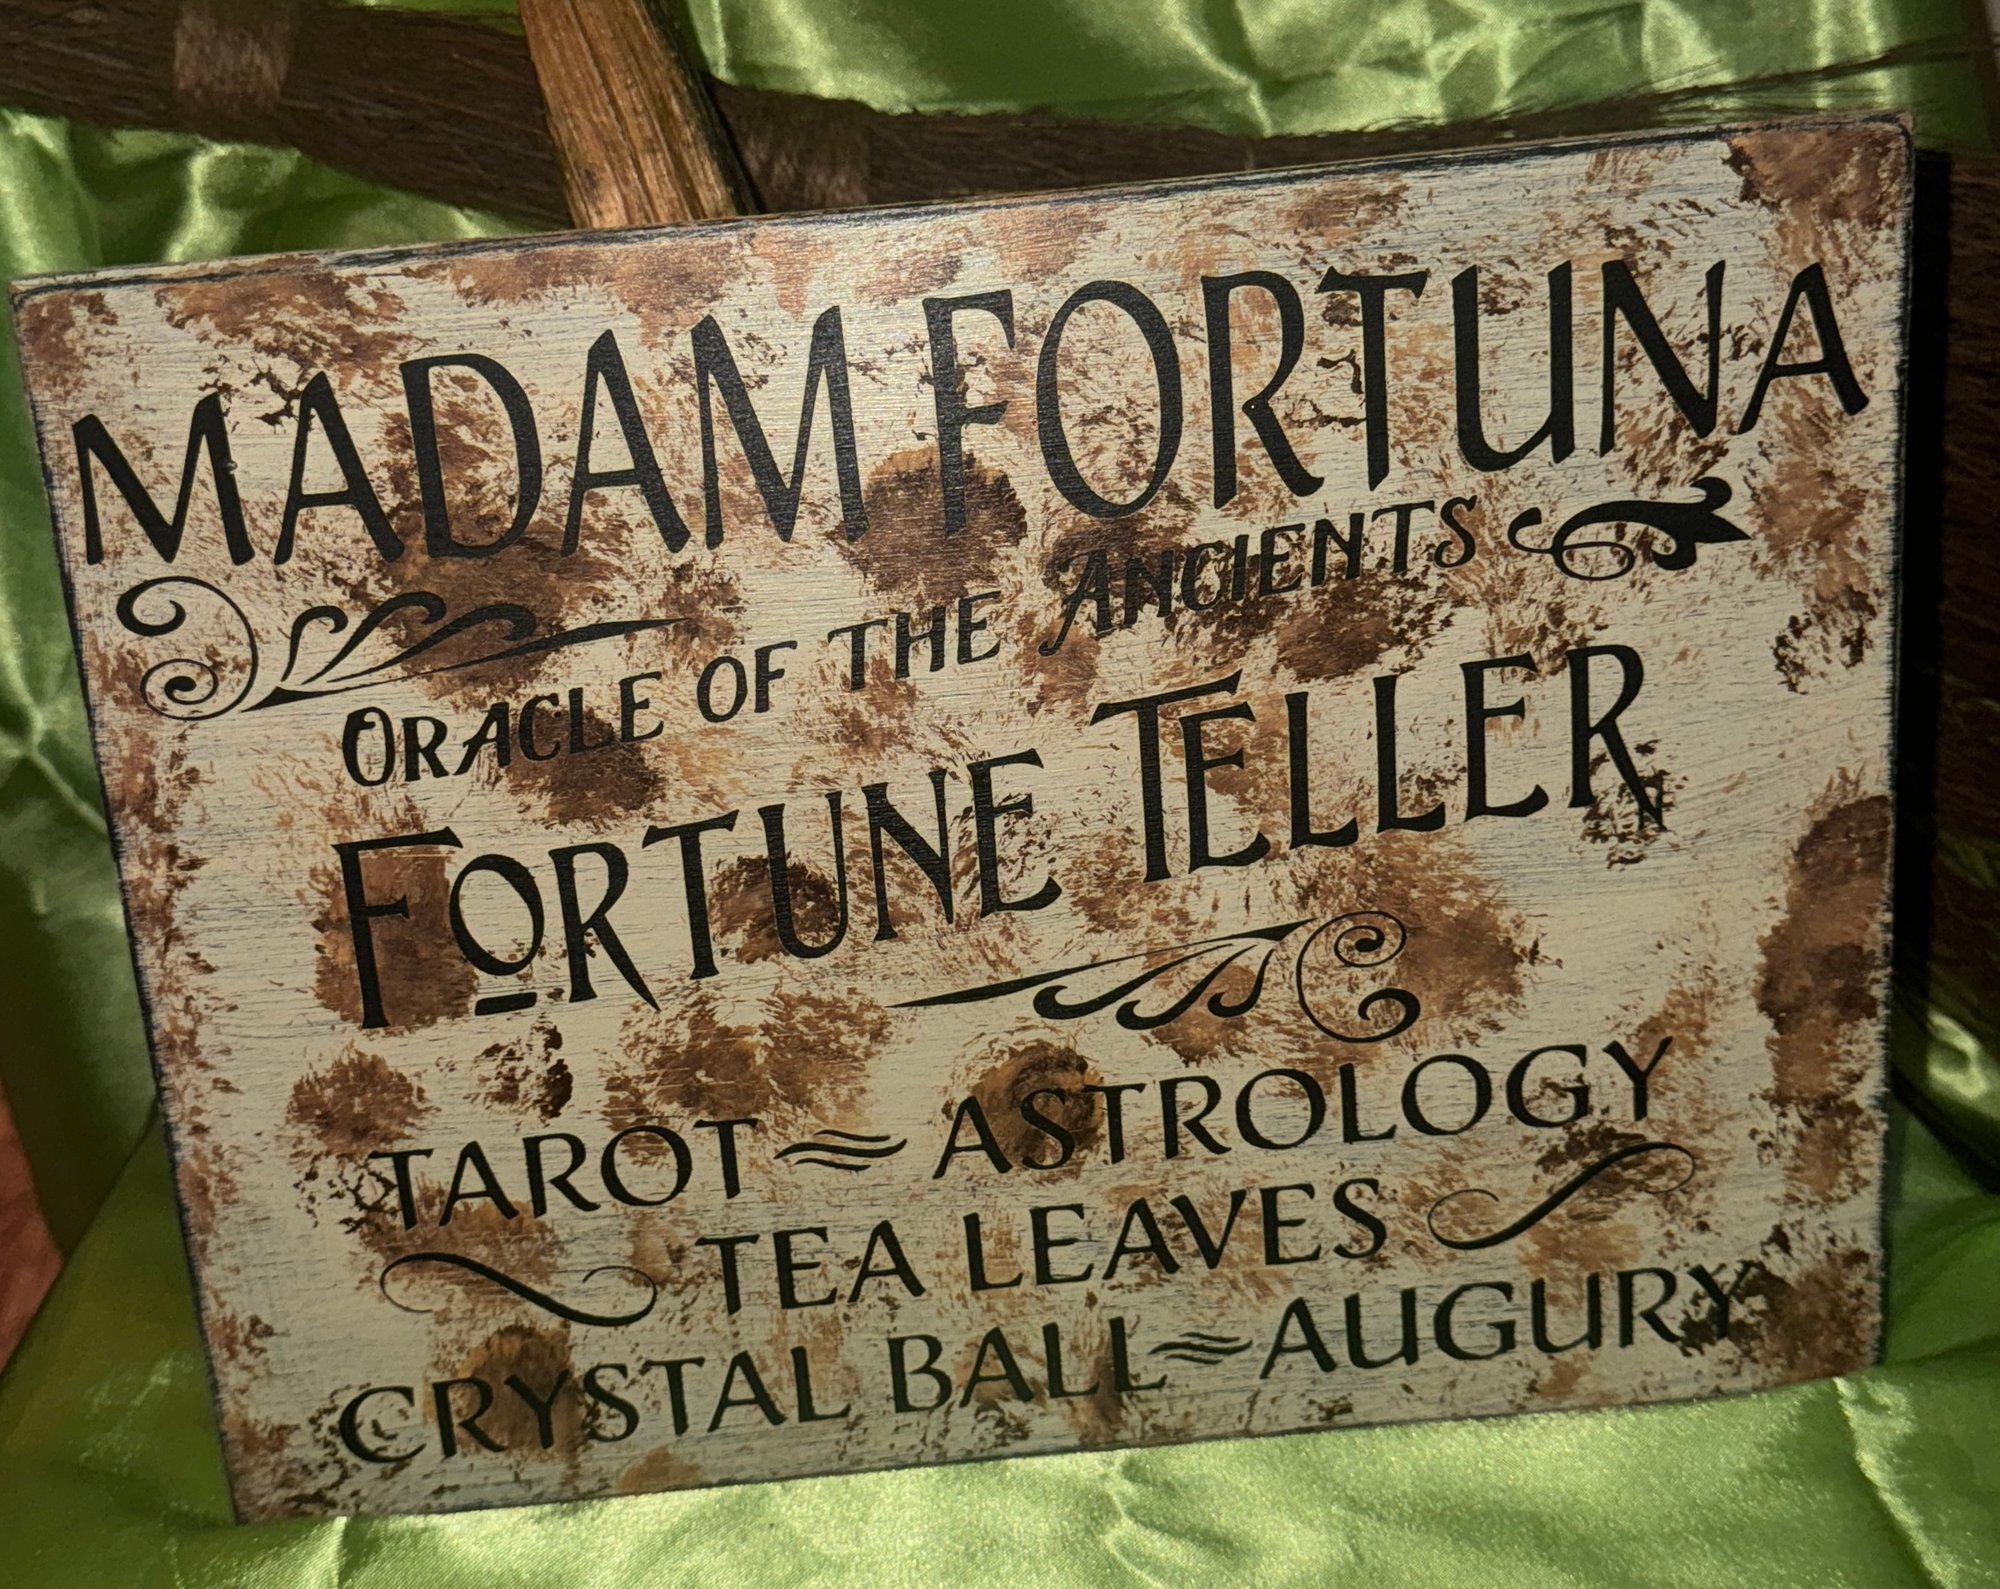 MADAM FORTUNA
ORACLE OF THE ANCIENTS
FORTUNE TELLER
TAROT ASTROLOGY
TEA LEAVES
CRYSTAL BALL AUGURY